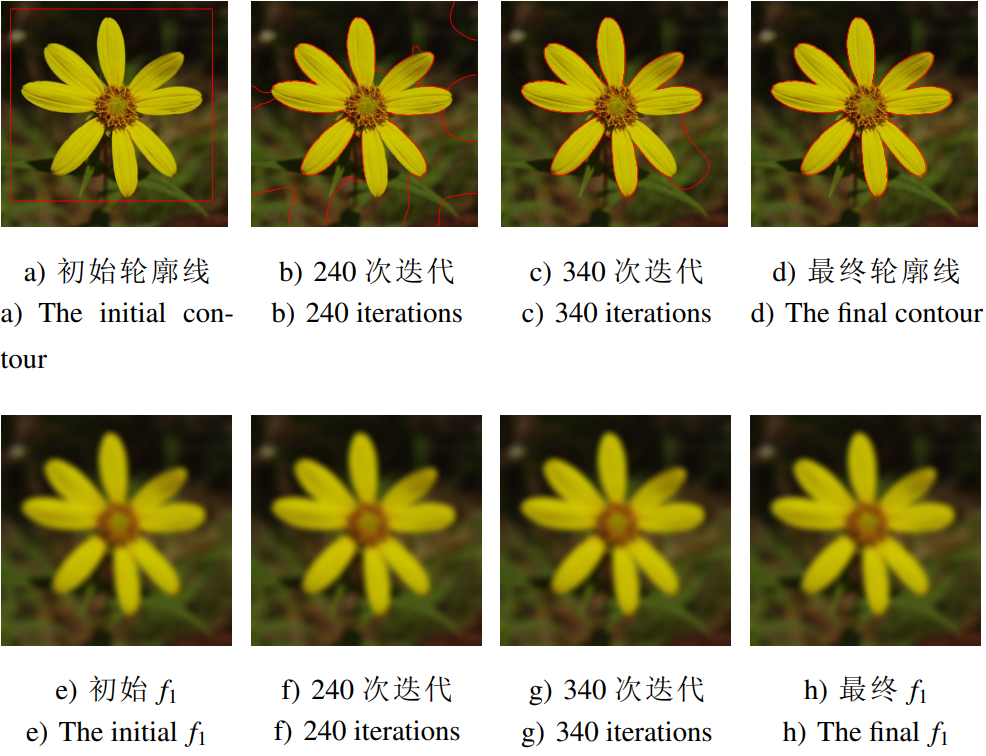 a) 初始轮廓线
b) 240 次迭代
c) 340 次迭代
d) 最终轮廓线
a) The initial con-
tour
b) 240 iterations
c) 340 iterations
d) The final contour
e) 初始 f₁
f) 240 次迭代
g) 340 次迭代
h) 最终 f₁
e) The initial f₁
f) 240 iterations
g) 340 iterations
h) The final f₁